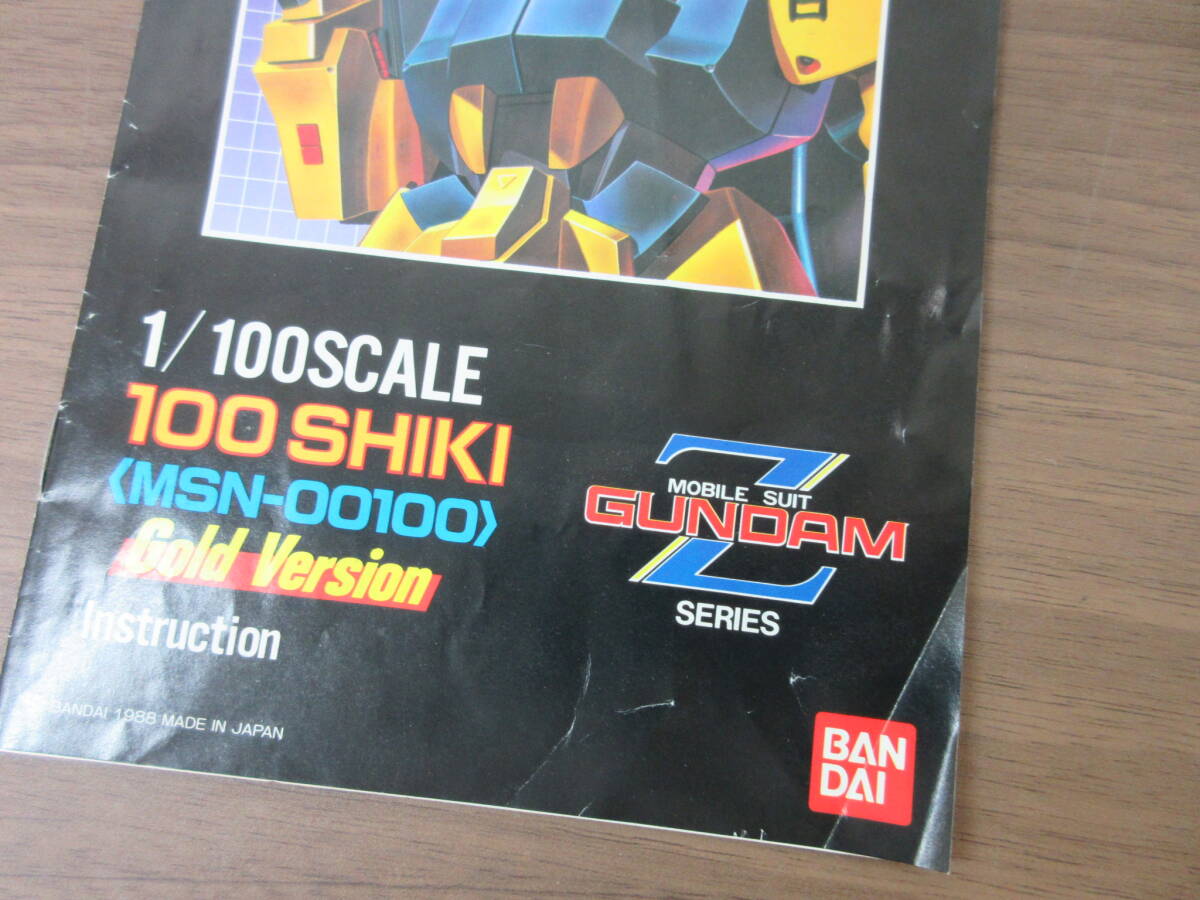 1/100SCALE
100 SHIKI
〈MSN-00100〉
Gold Version
Instruction
BANDAI 1988 MADE IN JAPAN
MOBILE SUIT
Z
GUNDAM
SERIES
BAN
DAI